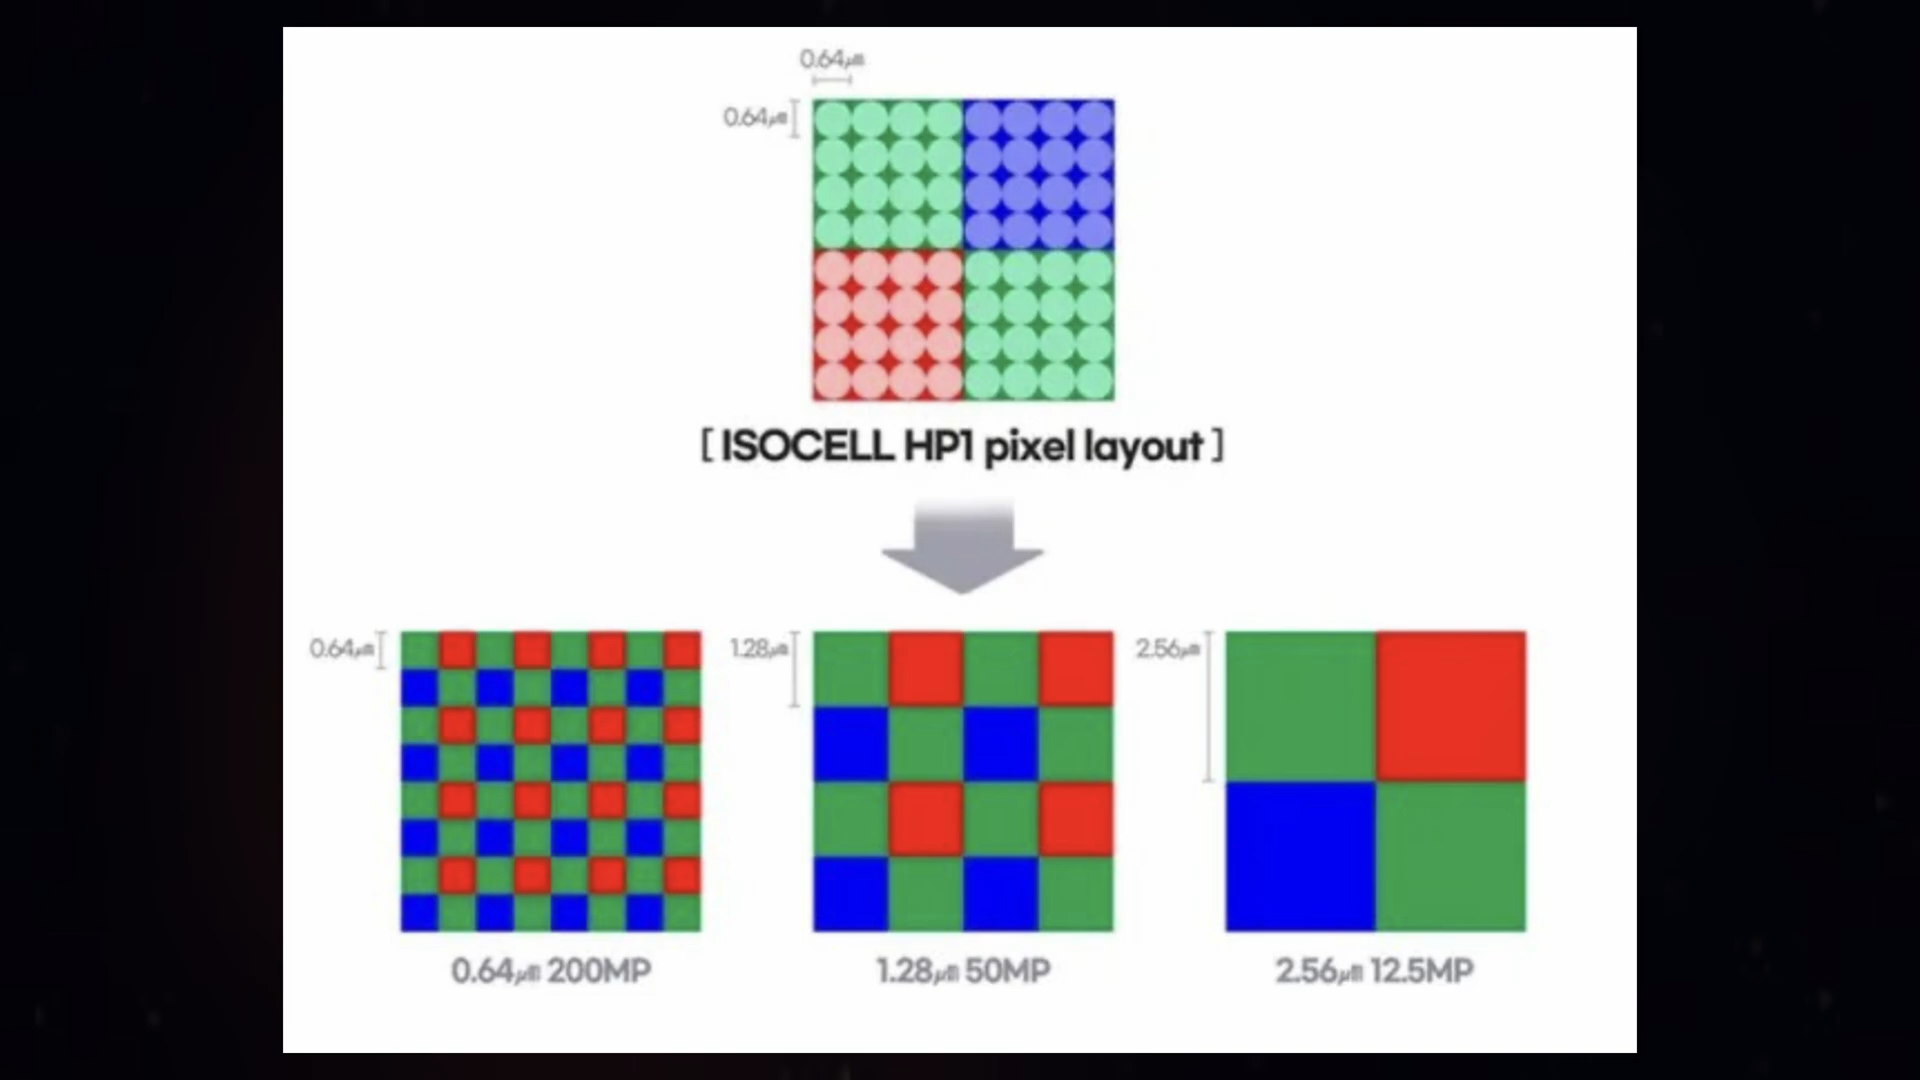 0.64㎛
0.64㎛
[ ISOCELL HP1 pixel layout ]
0.64㎛
1.28㎛
2.56㎛
0.64㎛ 200MP
1.28㎛ 50MP
2.56㎛ 12.5MP